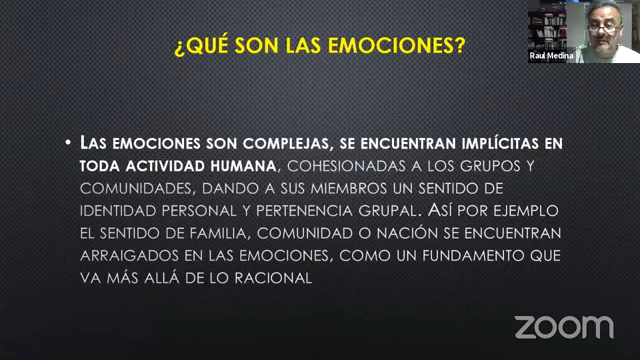 ¿QUÉ SON LAS EMOCIONES?
Raul Medina
• LAS EMOCIONES SON COMPLEJAS, SE ENCUENTRAN IMPLÍCITAS EN
TODA ACTIVIDAD HUMANA, COHESIONADAS A LOS GRUPOS Y
COMUNIDADES, DANDO A SUS MIEMBROS UN SENTIDO DE
IDENTIDAD PERSONAL Y PERTENENCIA GRUPAL. ASÍ POR EJEMPLO
EL SENTIDO DE FAMILIA, COMUNIDAD O NACIÓN SE ENCUENTRAN
ARRAIGADOS EN LAS EMOCIONES, COMO UN FUNDAMENTO QUE
VA MÁS ALLÁ DE LO RACIONAL
zoom